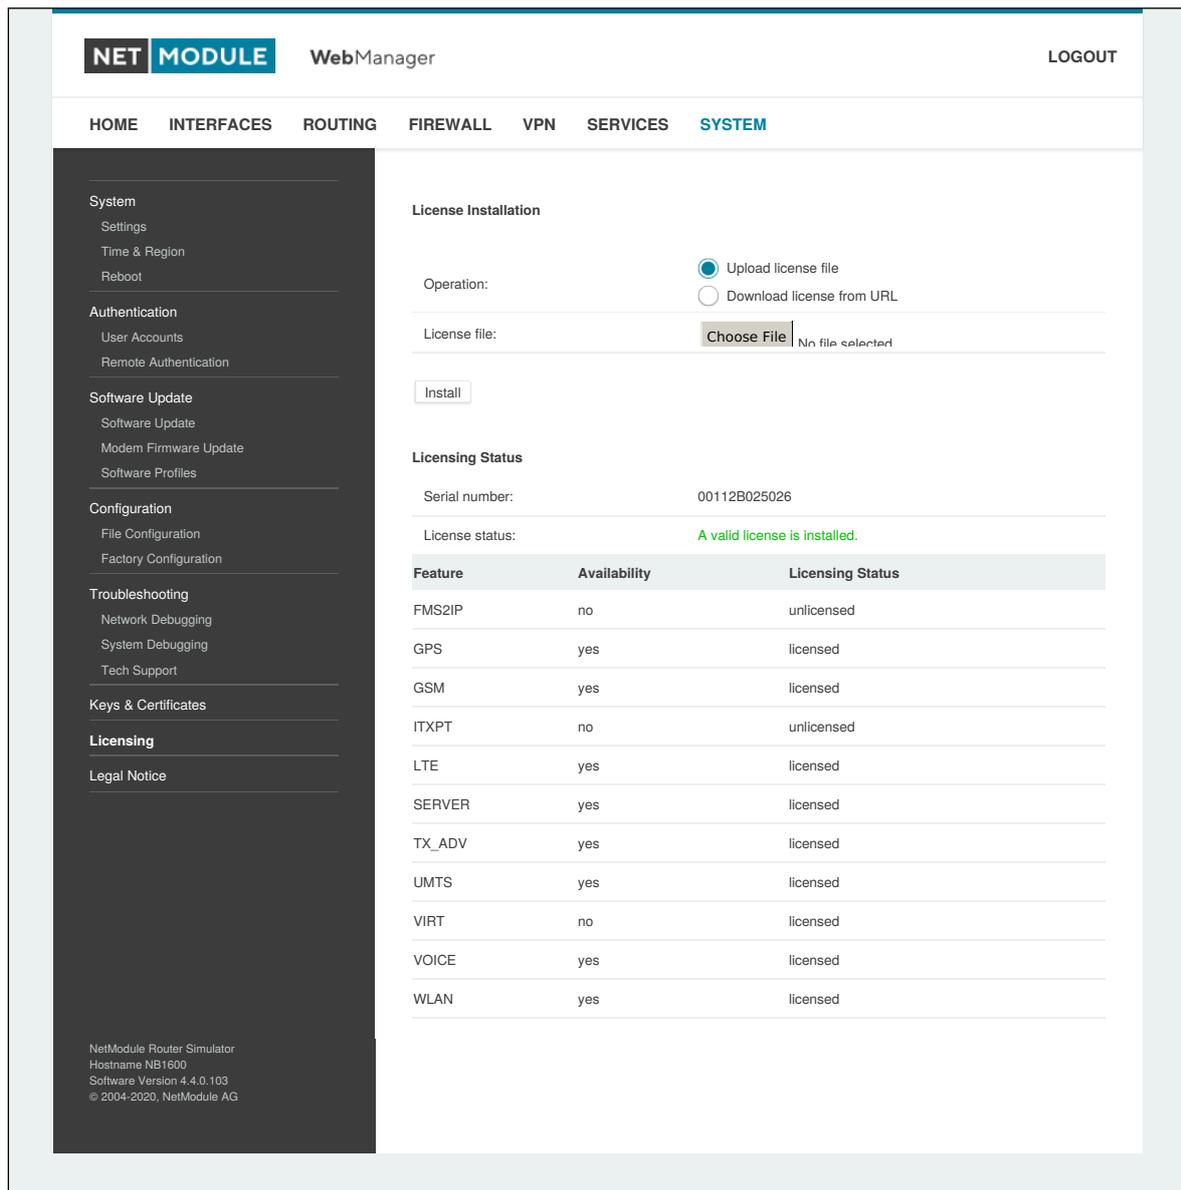 NET MODULE WebManager LOGOUT
HOME INTERFACES ROUTING FIREWALL VPN SERVICES SYSTEM
System
Settings
Time & Region
Reboot
Authentication
User Accounts
Remote Authentication
Software Update
Software Update
Modem Firmware Update
Software Profiles
Configuration
File Configuration
Factory Configuration
Troubleshooting
Network Debugging
System Debugging
Tech Support
Keys & Certificates
Licensing
Legal Notice
NetModule Router Simulator
Hostname NB1600
Software Version 4.4.0.103
© 2004-2020, NetModule AG
License Installation
Operation: Upload license file
Download license from URL
License file: Choose File No file selected
Install
Licensing Status
Serial number: 00112B025026
License status: A valid license is installed.
Feature Availability Licensing Status
FMS2IP no unlicensed
GPS yes licensed
GSM yes licensed
ITXPT no unlicensed
LTE yes licensed
SERVER yes licensed
TX_ADV yes licensed
UMTS yes licensed
VIRT no licensed
VOICE yes licensed
WLAN yes licensed